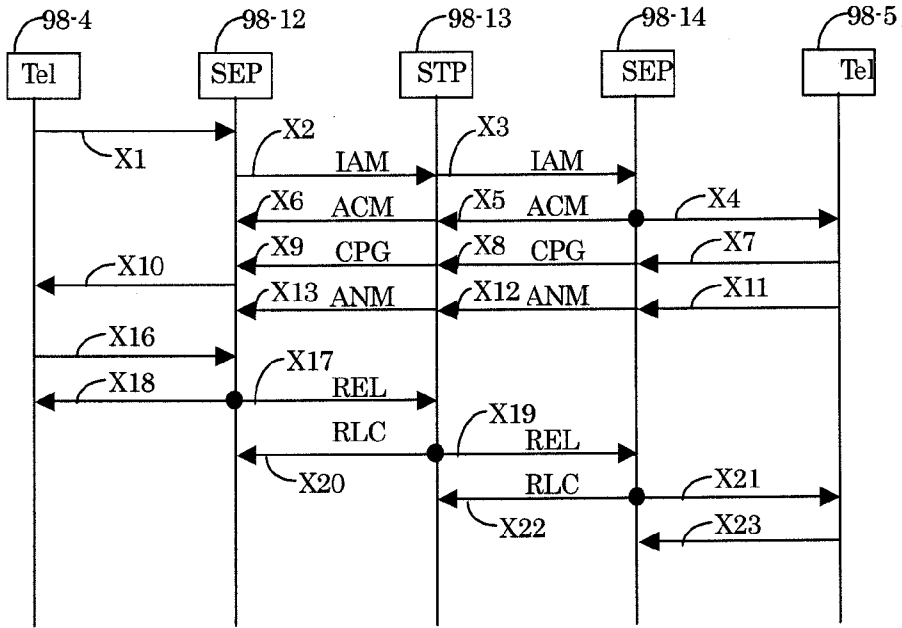 98-4 98-12 98-13 98-14 98-5
Tel SEP STP SEP Tel
X1 X2 IAM X3 IAM
X6 ACM X5 ACM X4
X9 CPG X8 CPG X7
X10
X13 ANM X12 ANM X11
X16
X18 X17 REL
RLC X19 REL
X20
RLC X21
X22 X23